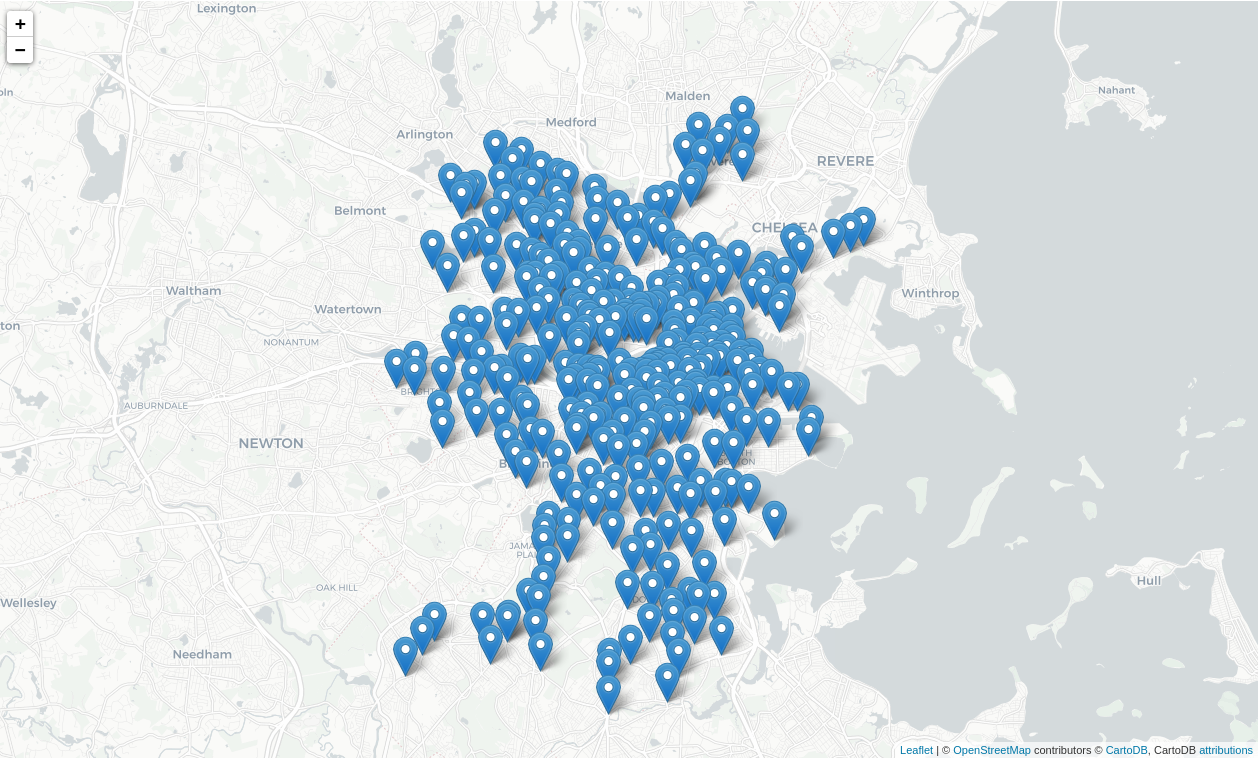 Lexington
+
−
Nahant
Malden
Medford
Arlington
REVERE
Belmont
CHELSEA
Waltham
Winthrop
Watertown
NONANTUM
AUBURNDALE
NEWTON
OAK HILL
Hull
Wellesley
Needham
Leaflet | © OpenStreetMap contributors © CartoDB, CartoDB attributions